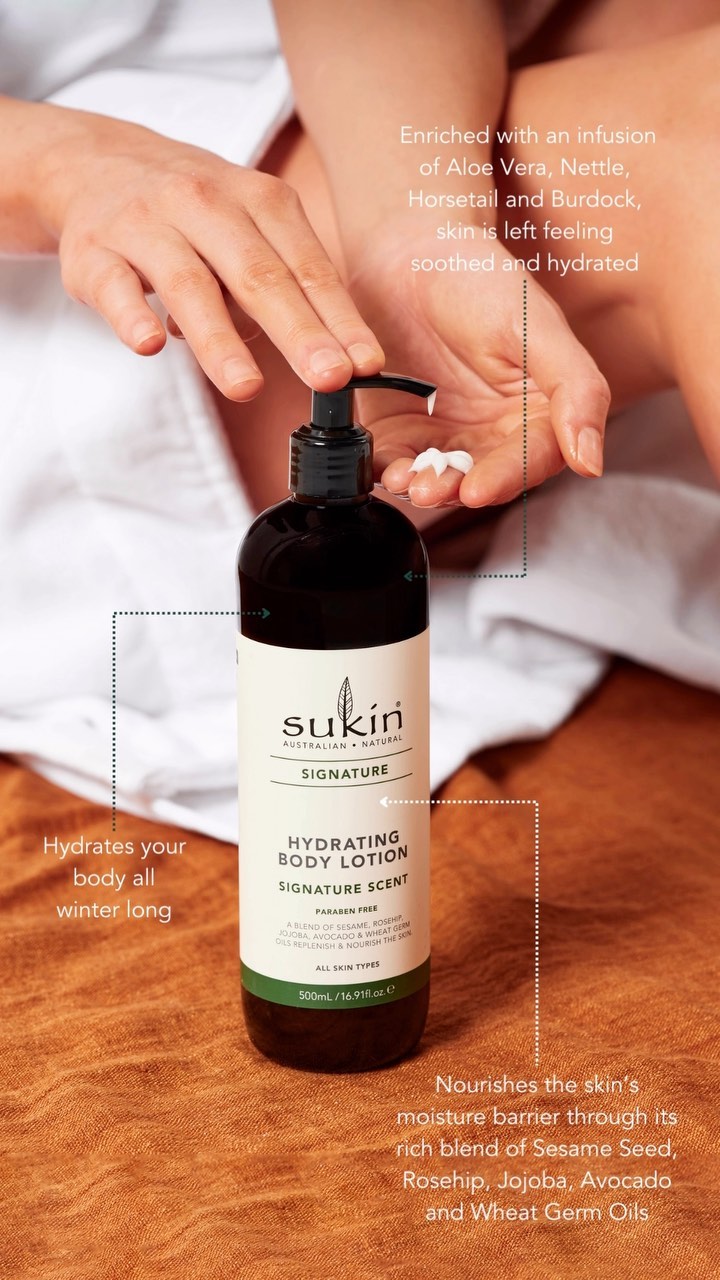 Enriched with an infusion
of Aloe Vera, Nettle,
Horsetail and Burdock,
skin is left feeling
soothed and hydrated
sukin®
AUSTRALIAN • NATURAL
SIGNATURE
HYDRATING
BODY LOTION
SIGNATURE SCENT
PARABEN FREE
A BLEND OF SESAME, ROSEHIP,
JOJOBA, AVOCADO & WHEAT GERM
OILS REPLENISH & NOURISH THE SKIN.
ALL SKIN TYPES
500mL / 16.91fl.oz. ℮
Hydrates your
body all
winter long
Nourishes the skin's
moisture barrier through its
rich blend of Sesame Seed,
Rosehip, Jojoba, Avocado
and Wheat Germ Oils